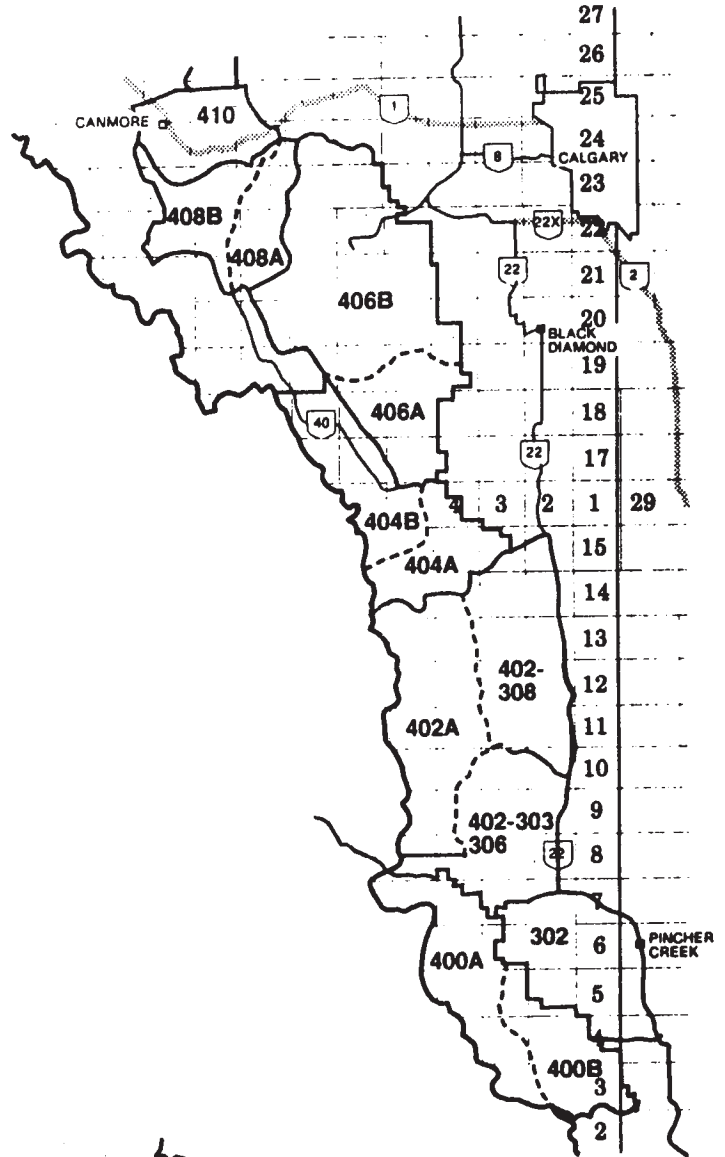 27
26
25
410
1
CANMORE
24
8
CALGARY
23
408B
22X
22
408A
22
21
2
406B
20
BLACK
DIAMOND
19
406A
18
40
22
17
4 3 2 1 29
404B
15
404A
14
13
402-
308
12
402A
11
10
402-303
306
9
22
8
7
302
6
PINCHER
CREEK
400A
5
4
400B
3
2